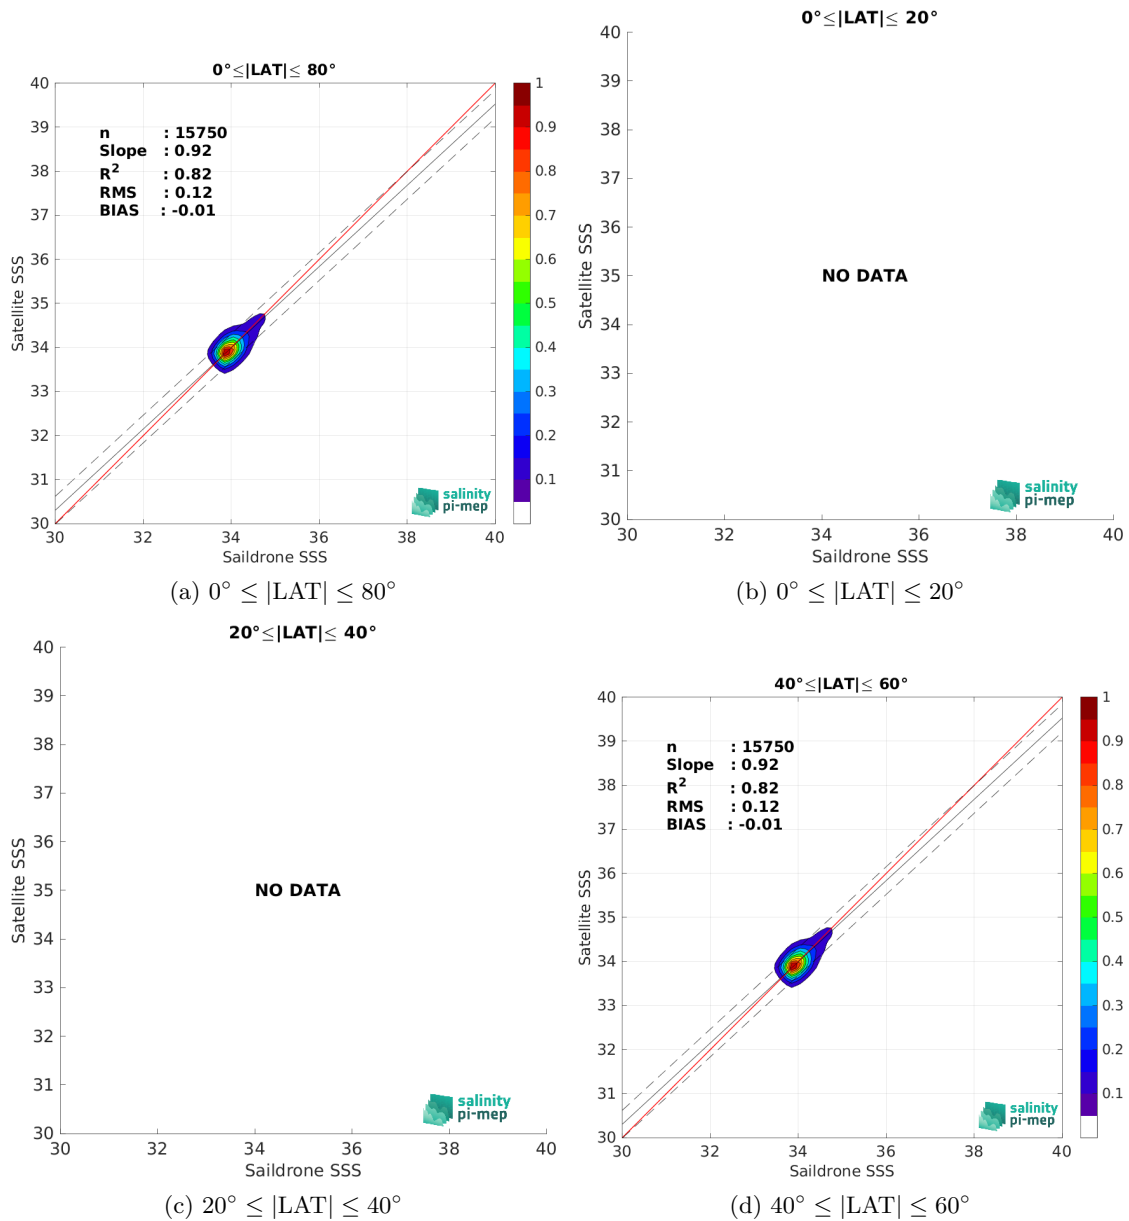 0°≤|LAT|≤ 80°
40
39
38
37
36
35
34
33
32
31
30
Satellite SSS
n : 15750
Slope : 0.92
R² : 0.82
RMS : 0.12
BIAS : -0.01
salinity
pi-mep
30 32 34 36 38 40
Saildrone SSS
1
0.9
0.8
0.7
0.6
0.5
0.4
0.3
0.2
0.1
(a) 0° ≤ |LAT| ≤ 80°
0°≤|LAT|≤ 20°
40
39
38
37
36
35
34
33
32
31
30
Satellite SSS
NO DATA
salinity
pi-mep
30 32 34 36 38 40
Saildrone SSS
(b) 0° ≤ |LAT| ≤ 20°
20°≤|LAT|≤ 40°
40
39
38
37
36
35
34
33
32
31
30
Satellite SSS
NO DATA
salinity
pi-mep
30 32 34 36 38 40
Saildrone SSS
(c) 20° ≤ |LAT| ≤ 40°
40°≤|LAT|≤ 60°
40
39
38
37
36
35
34
33
32
31
30
Satellite SSS
n : 15750
Slope : 0.92
R² : 0.82
RMS : 0.12
BIAS : -0.01
salinity
pi-mep
30 32 34 36 38 40
Saildrone SSS
1
0.9
0.8
0.7
0.6
0.5
0.4
0.3
0.2
0.1
(d) 40° ≤ |LAT| ≤ 60°